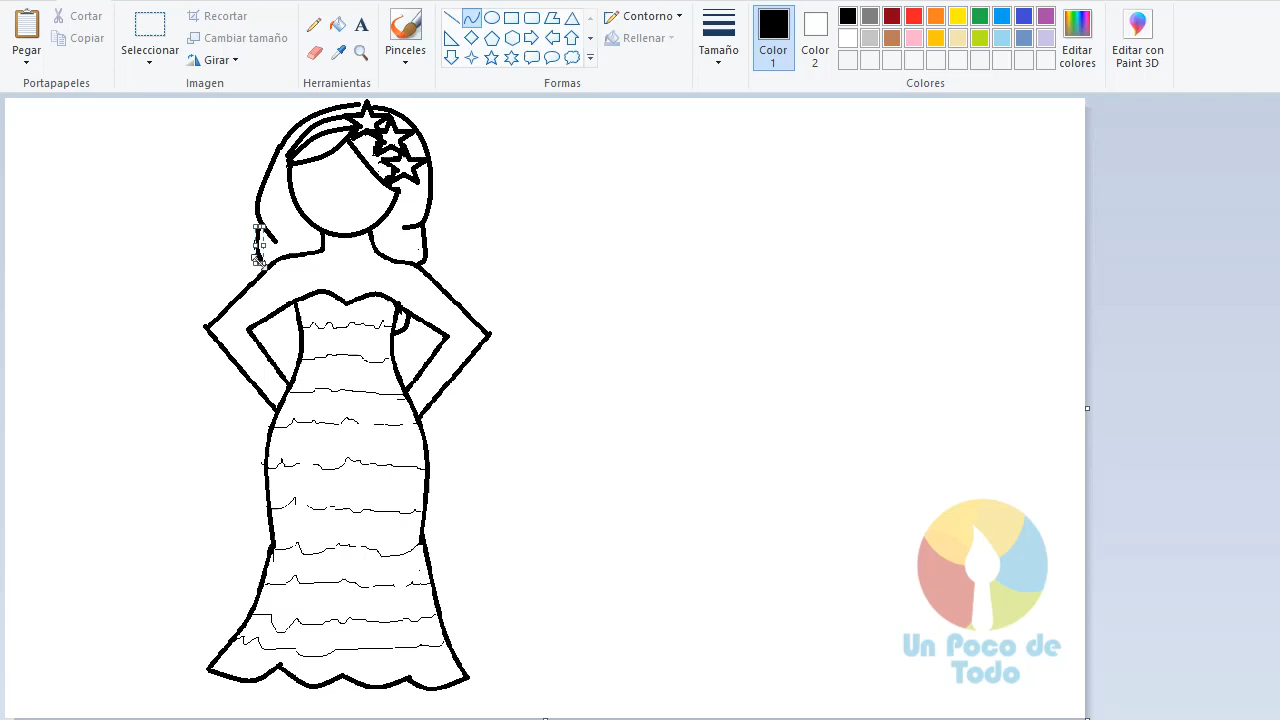 Pegar
Cortar
Copiar
Portapapeles
Seleccionar
Recortar
Cambiar tamaño
Girar
Imagen
A
Herramientas
Pinceles
Contorno
Rellenar
Formas
Tamaño
Color
1
Color
2
Editar
colores
Colores
Editar con
Paint 3D
Un Poco de
Todo